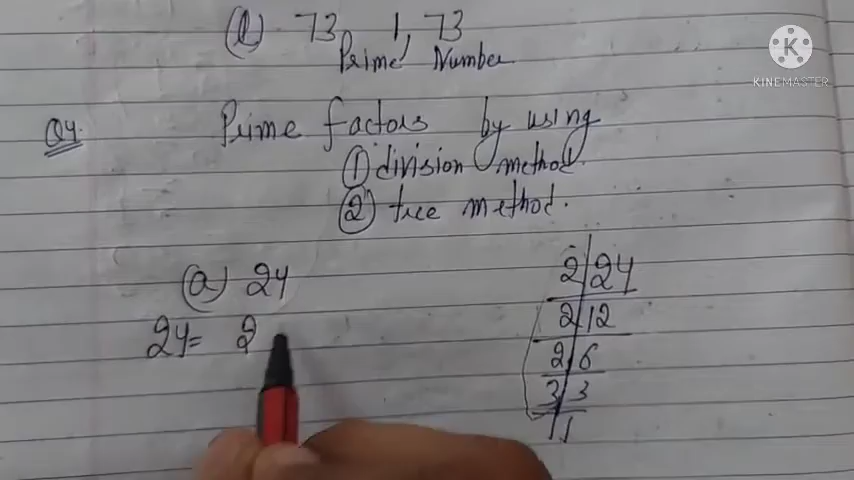 (l) 73 1, 73
Prime Number
K
KINEMASTER
Q4. Prime factors by using
① division method.
② tree method.
(a) 24
24= 2
2 24
2 12
2 6
3 3
1